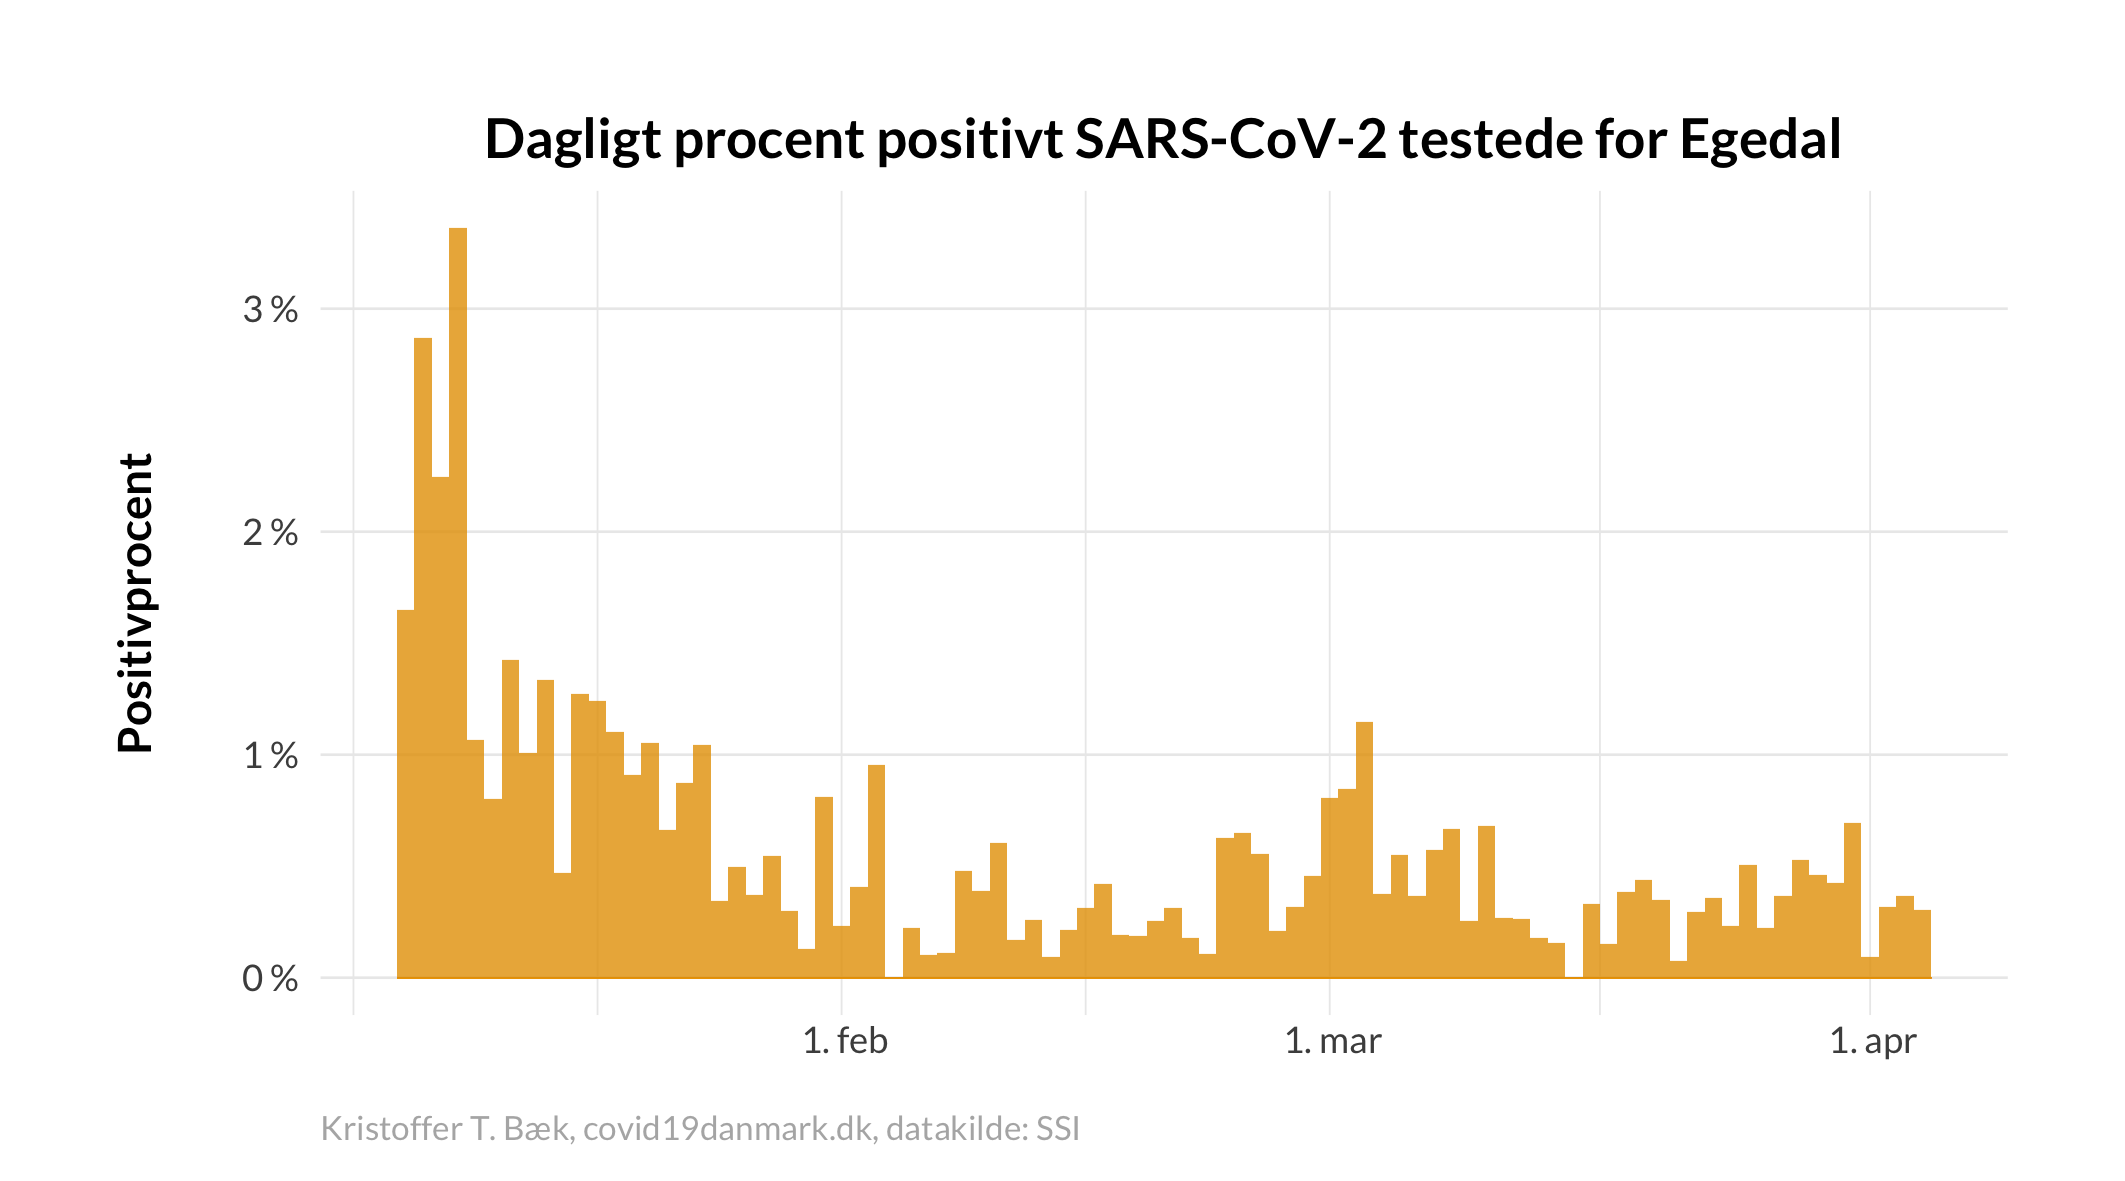 Dagligt procent positivt SARS-CoV-2 testede for Egedal
Positivprocent
3 %
2 %
1 %
0 %
1. feb
1. mar
1. apr
Kristoffer T. Bæk, covid19danmark.dk, datakilde: SSI